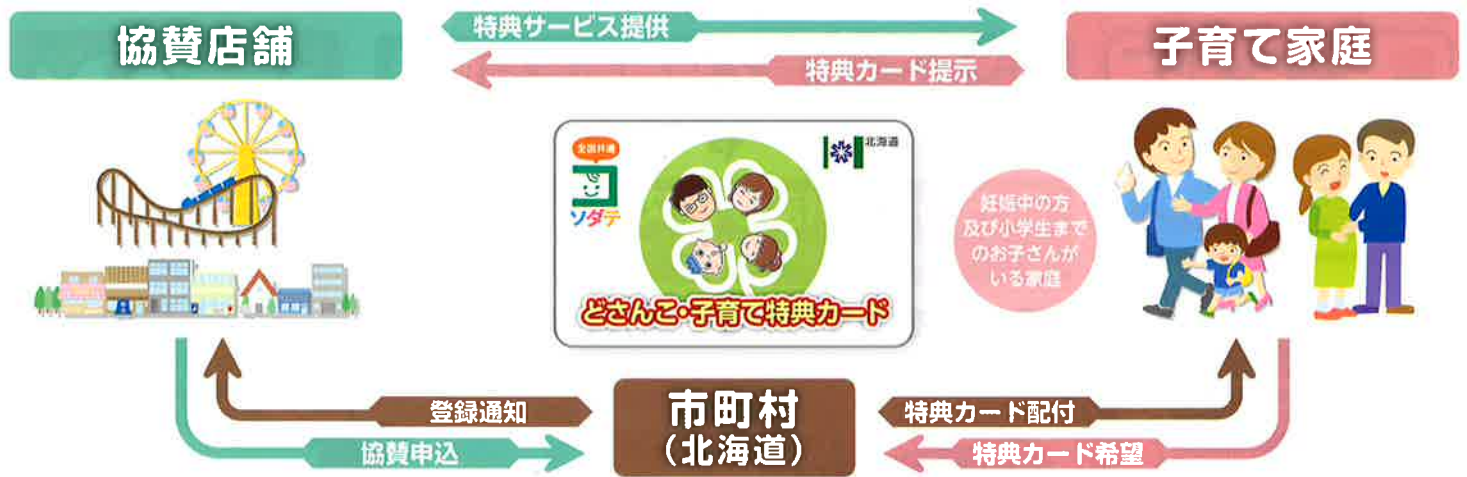 協賛店舗
特典サービス提供
特典カード提示
子育て家庭
全国共通
コ
ソダテ
北海道
どさんこ・子育て特典カード
妊娠中の方
及び小学生まで
のお子さんが
いる家庭
登録通知
協賛申込
市町村
（北海道）
特典カード配付
特典カード希望